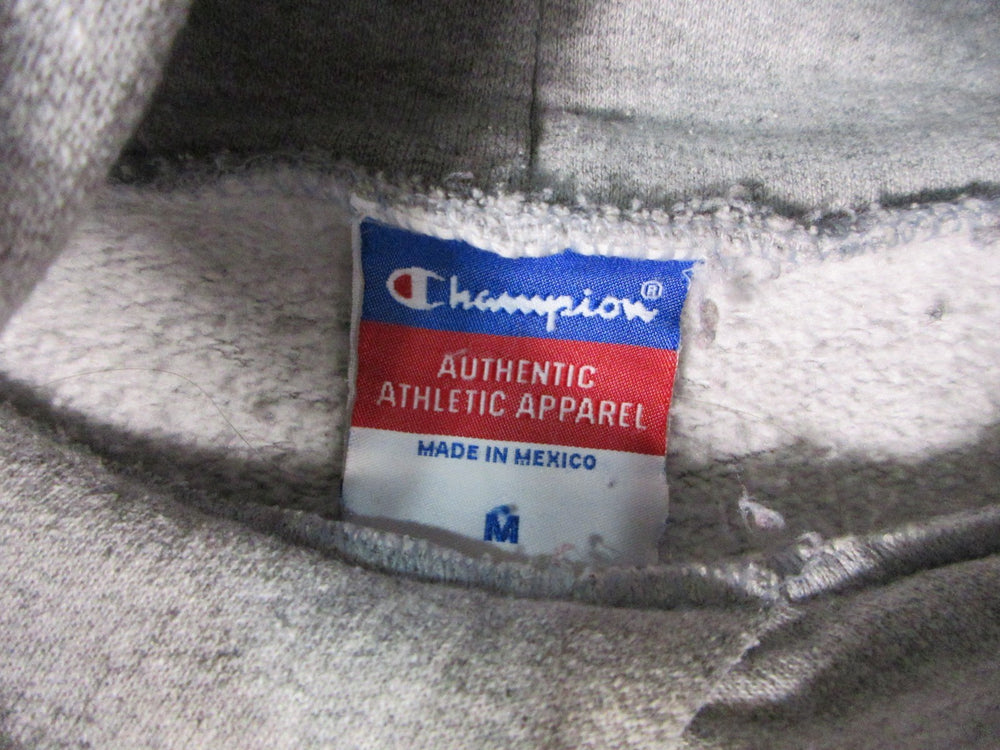 Champion®
AUTHENTIC
ATHLETIC APPAREL
MADE IN MEXICO
M